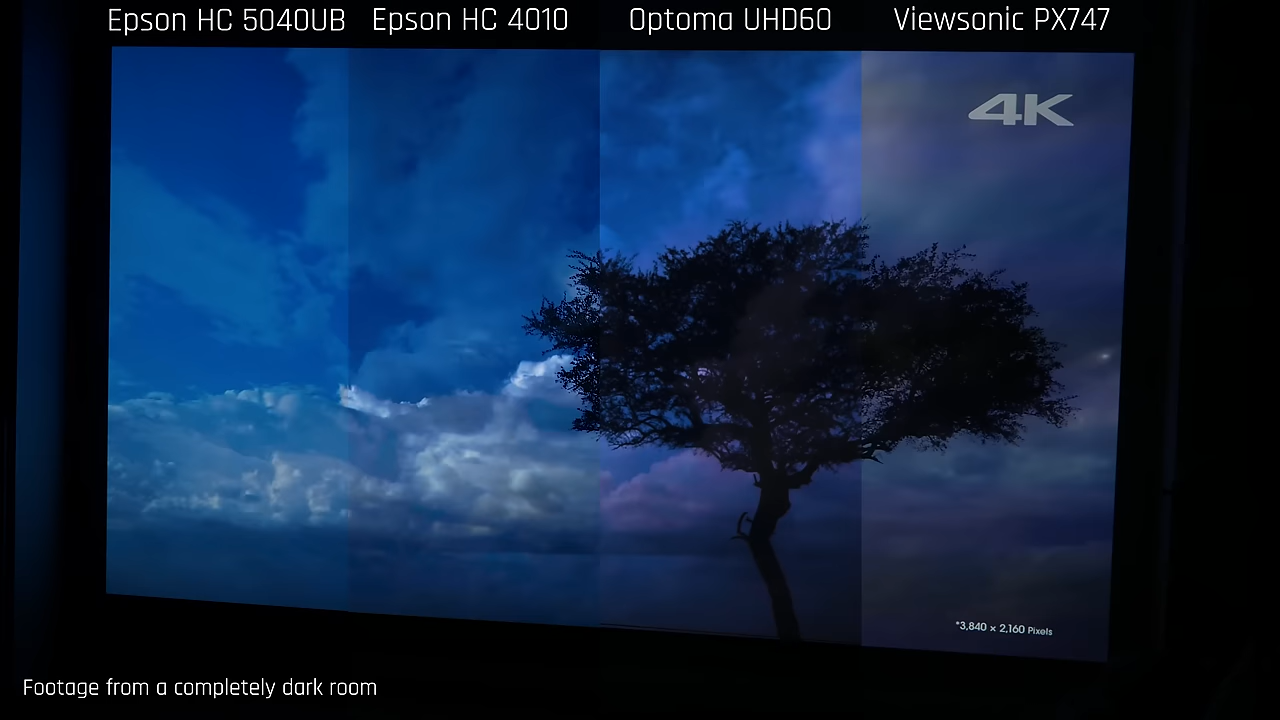 Epson HC 5040UB Epson HC 4010 Optoma UHD60 Viewsonic PX747
4K
*3,840 x 2,160 Pixels
Footage from a completely dark room